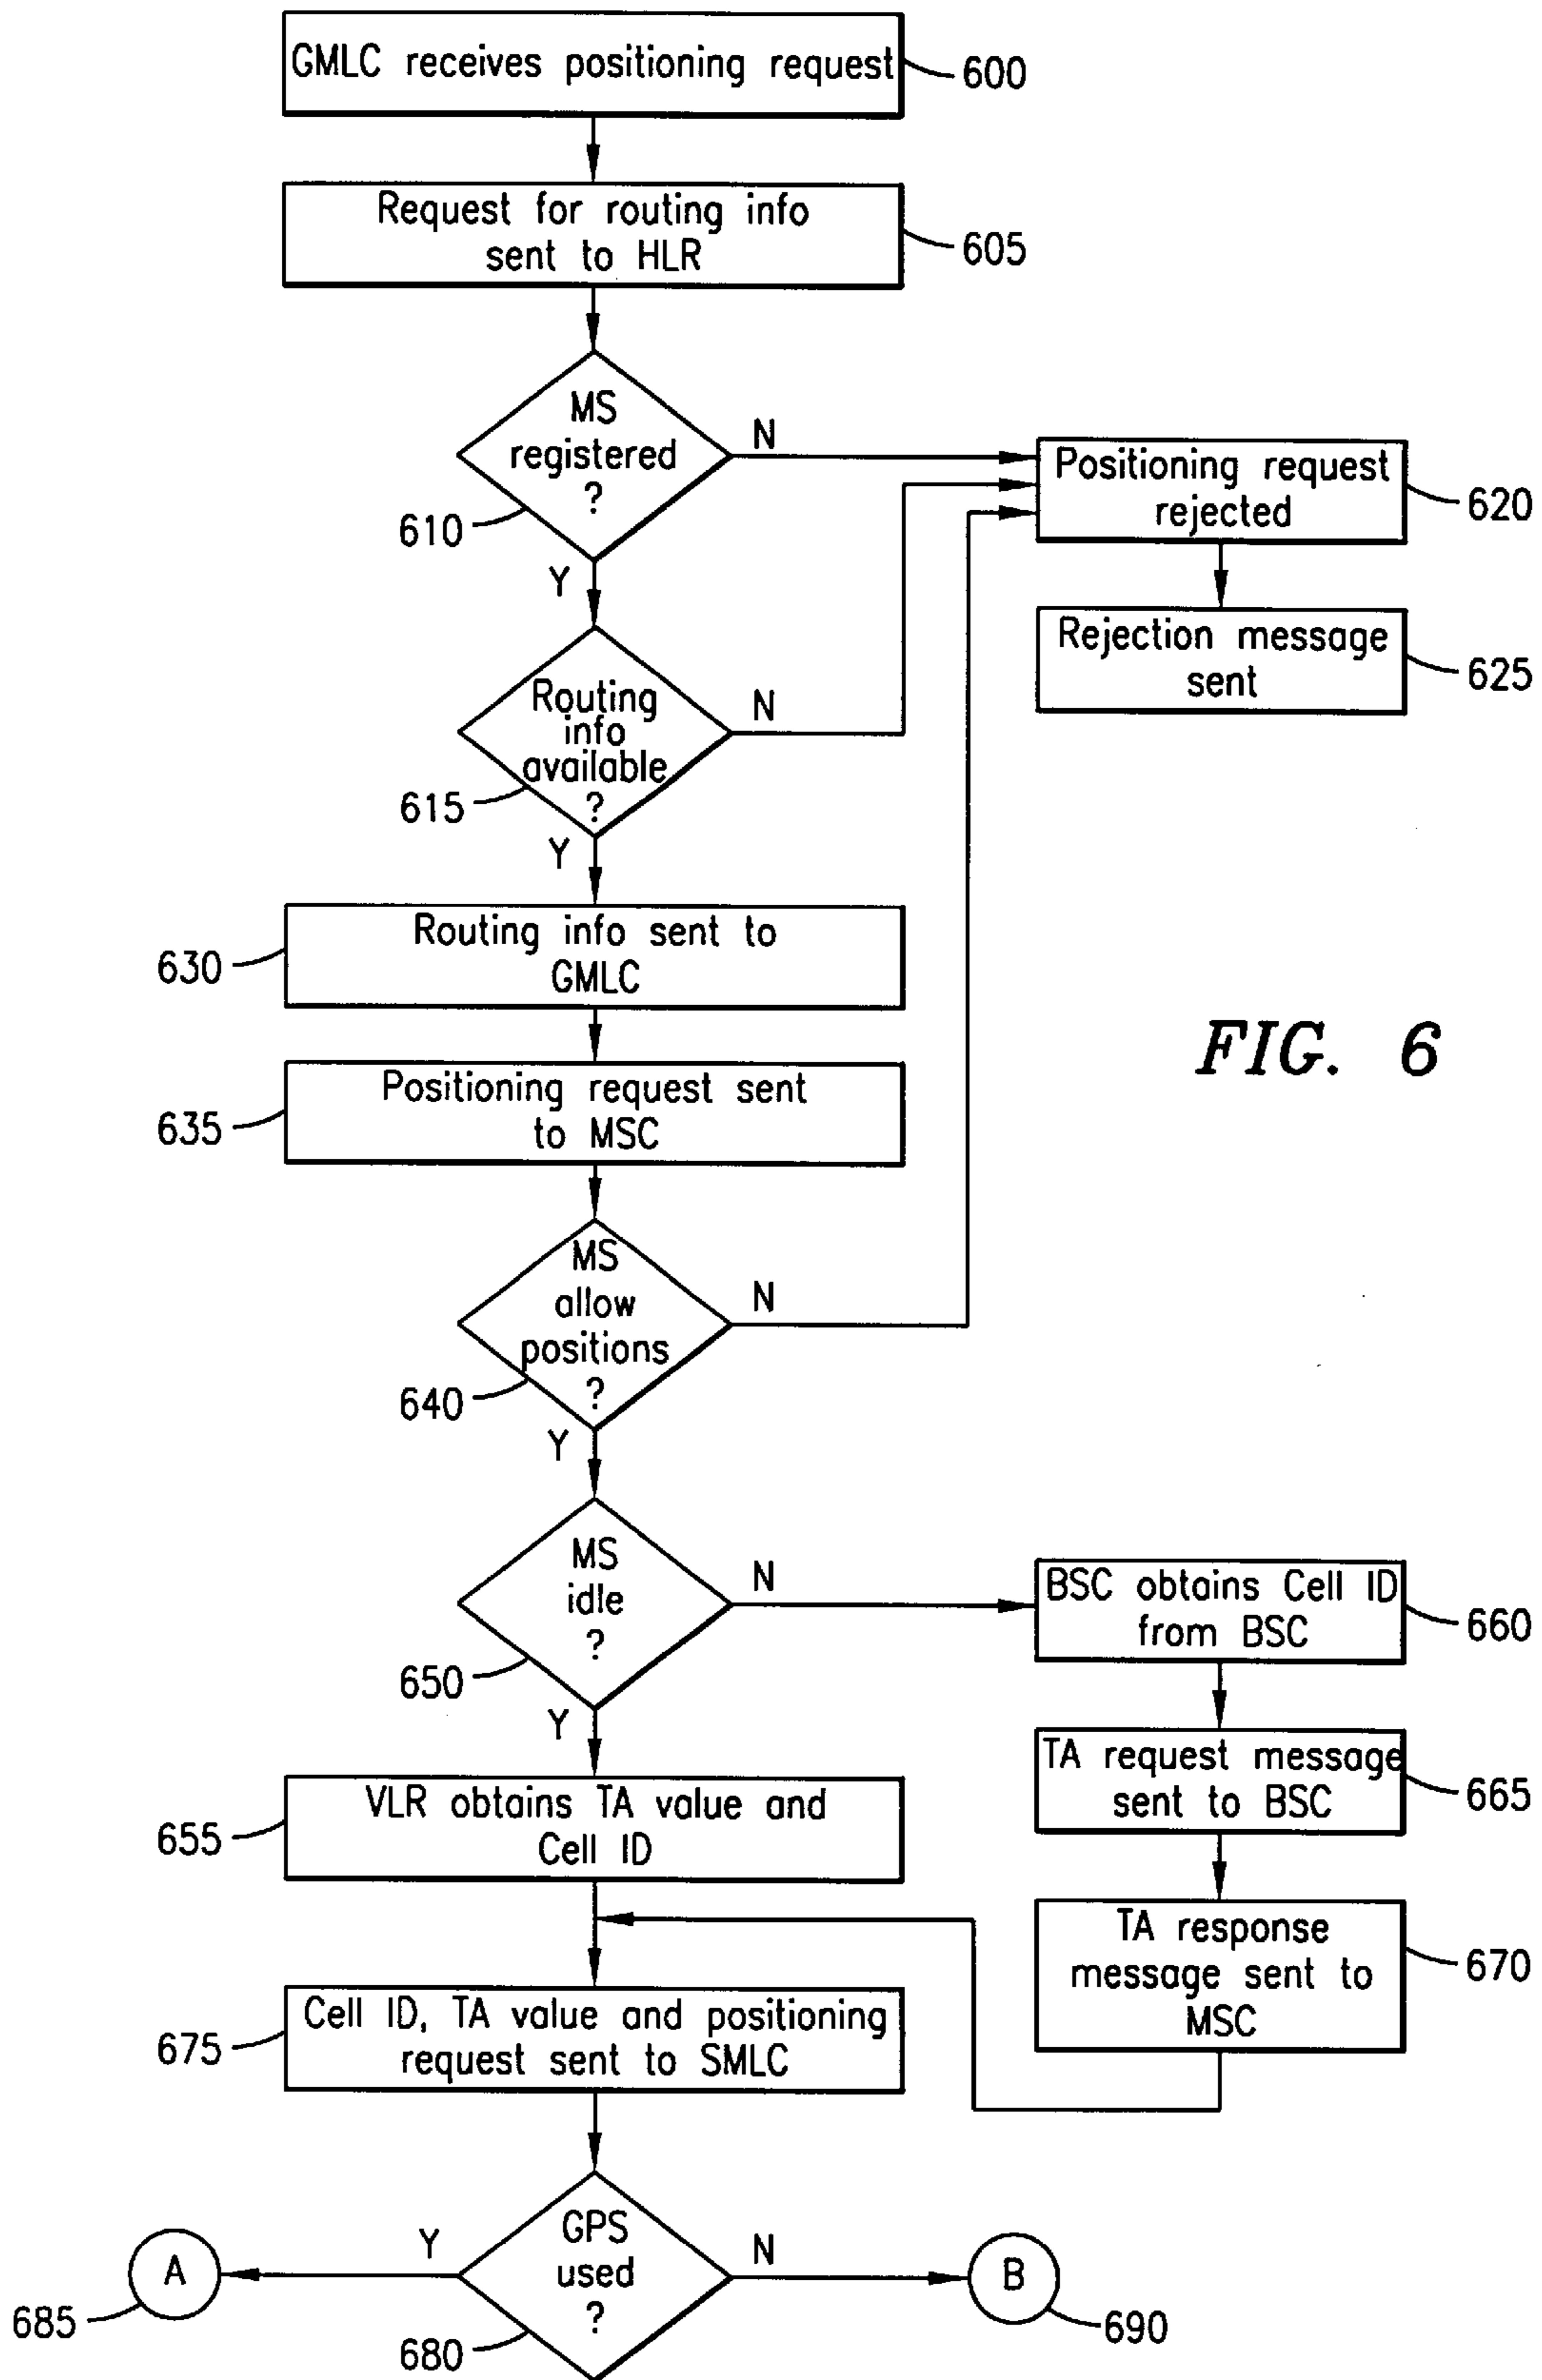 GMLC receives positioning request
600
Request for routing info
sent to HLR
605
MS
registered
?
610
N
Y
Positioning request
rejected
620
Rejection message
sent
625
Routing
info
available
?
615
N
Y
Routing info sent to
GMLC
630
Positioning request sent
to MSC
635
FIG. 6
MS
allow
positions
?
640
N
Y
MS
idle
?
650
N
Y
BSC obtains Cell ID
from BSC
660
TA request message
sent to BSC
665
TA response
message sent to
MSC
670
VLR obtains TA value and
Cell ID
655
Cell ID, TA value and positioning
request sent to SMLC
675
GPS
used
?
680
Y
N
A
685
B
690